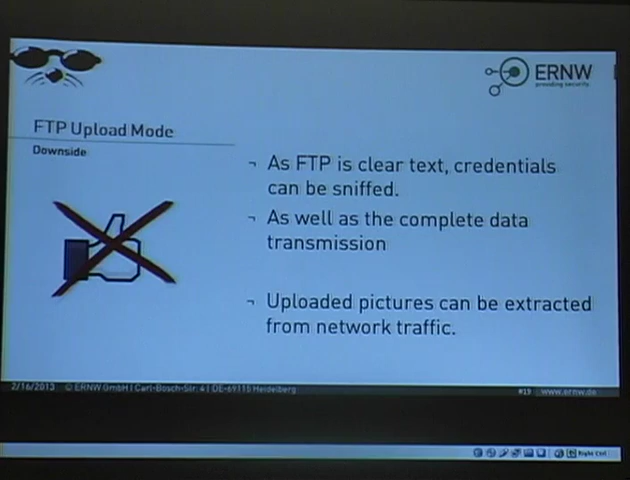 ERNW
providing security.
FTP Upload Mode
Downside
¬ As FTP is clear text, credentials
can be sniffed.
¬ As well as the complete data
transmission
¬ Uploaded pictures can be extracted
from network traffic.
2/16/2013 © ERNW GmbH | Carl-Bosch-Str. 4 | DE-69115 Heidelberg #19 www.ernw.de
Right Ctrl